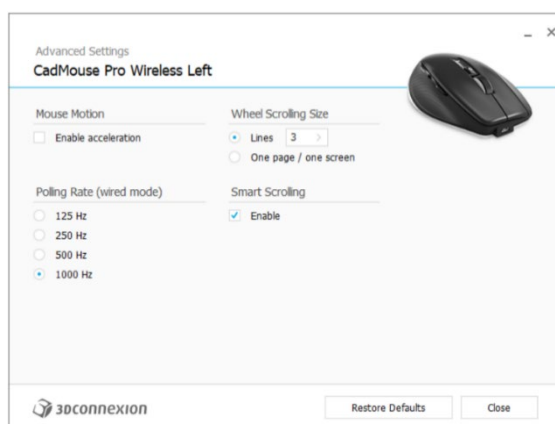 Advanced Settings
CadMouse Pro Wireless Left
Mouse Motion
Enable acceleration
Wheel Scrolling Size
Lines 3
One page / one screen
Polling Rate (wired mode)
125 Hz
250 Hz
500 Hz
1000 Hz
Smart Scrolling
Enable
3Dconnexion
Restore Defaults
Close